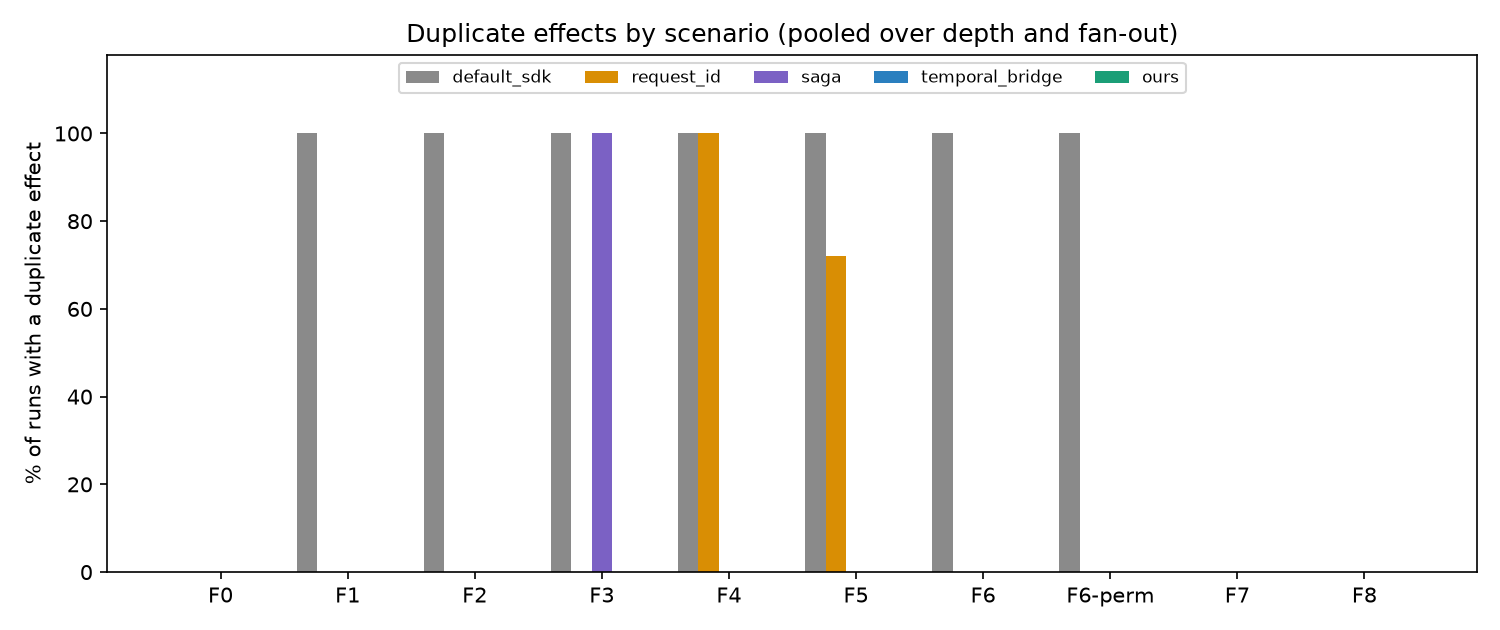 Duplicate effects by scenario (pooled over depth and fan-out)
default_sdk request_id saga temporal_bridge ours
% of runs with a duplicate effect
100
80
60
40
20
0
F0 F1 F2 F3 F4 F5 F6 F6-perm F7 F8